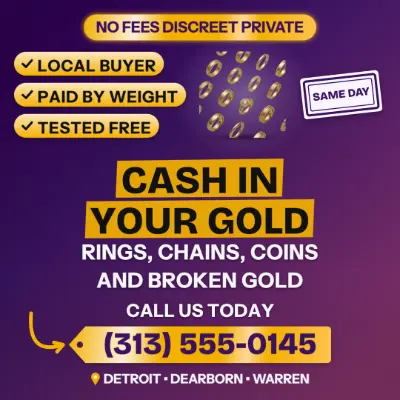 NO FEES DISCREET PRIVATE
LOCAL BUYER
PAID BY WEIGHT
TESTED FREE
SAME DAY
CASH IN
YOUR GOLD
RINGS, CHAINS, COINS
AND BROKEN GOLD
CALL US TODAY
(313) 555-0145
DETROIT • DEARBORN • WARREN